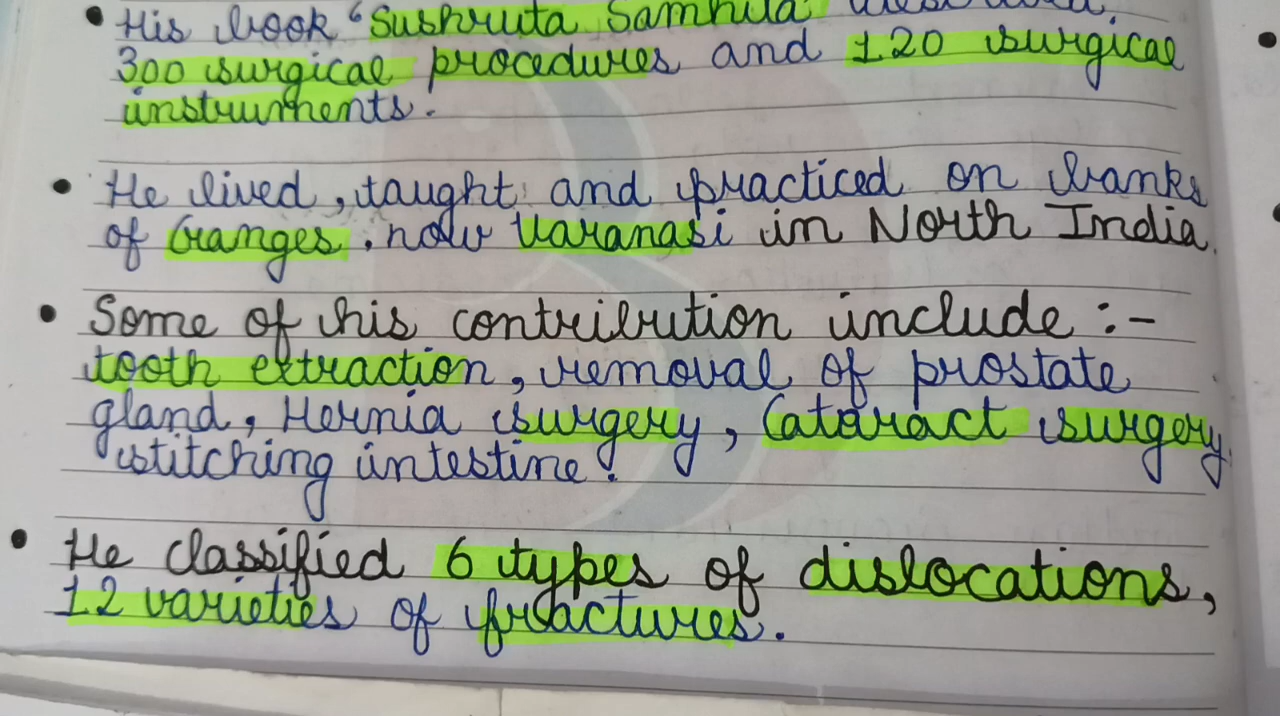 • His book "Sushruta Samhita" described
300 surgical procedures and 120 surgical
instruments.
• He lived, taught and practiced on banks
of Ganges, now Varanasi in North India.
• Some of his contribution include :-
tooth extraction, removal of prostate
gland, Hernia surgery, Cataract surgery,
stitching intestine.
• He classified 6 types of dislocations,
12 varieties of fractures.